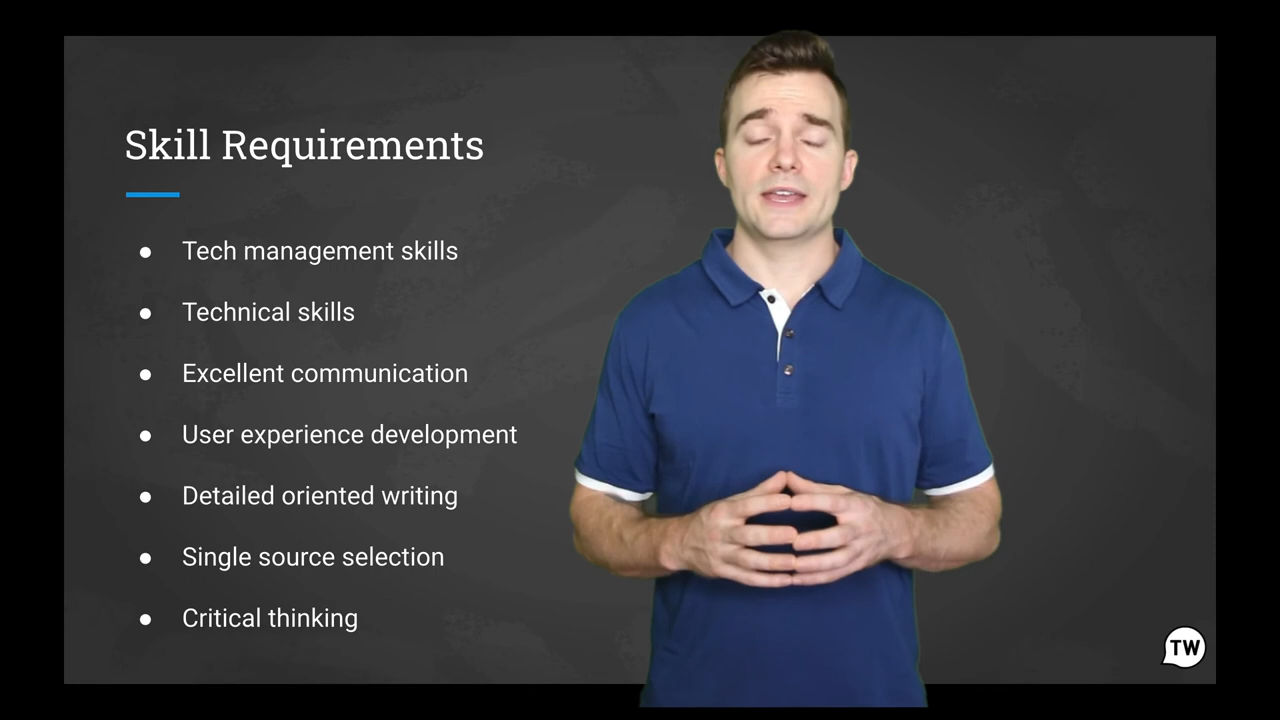 Skill Requirements
● Tech management skills
● Technical skills
● Excellent communication
● User experience development
● Detailed oriented writing
● Single source selection
● Critical thinking
TW